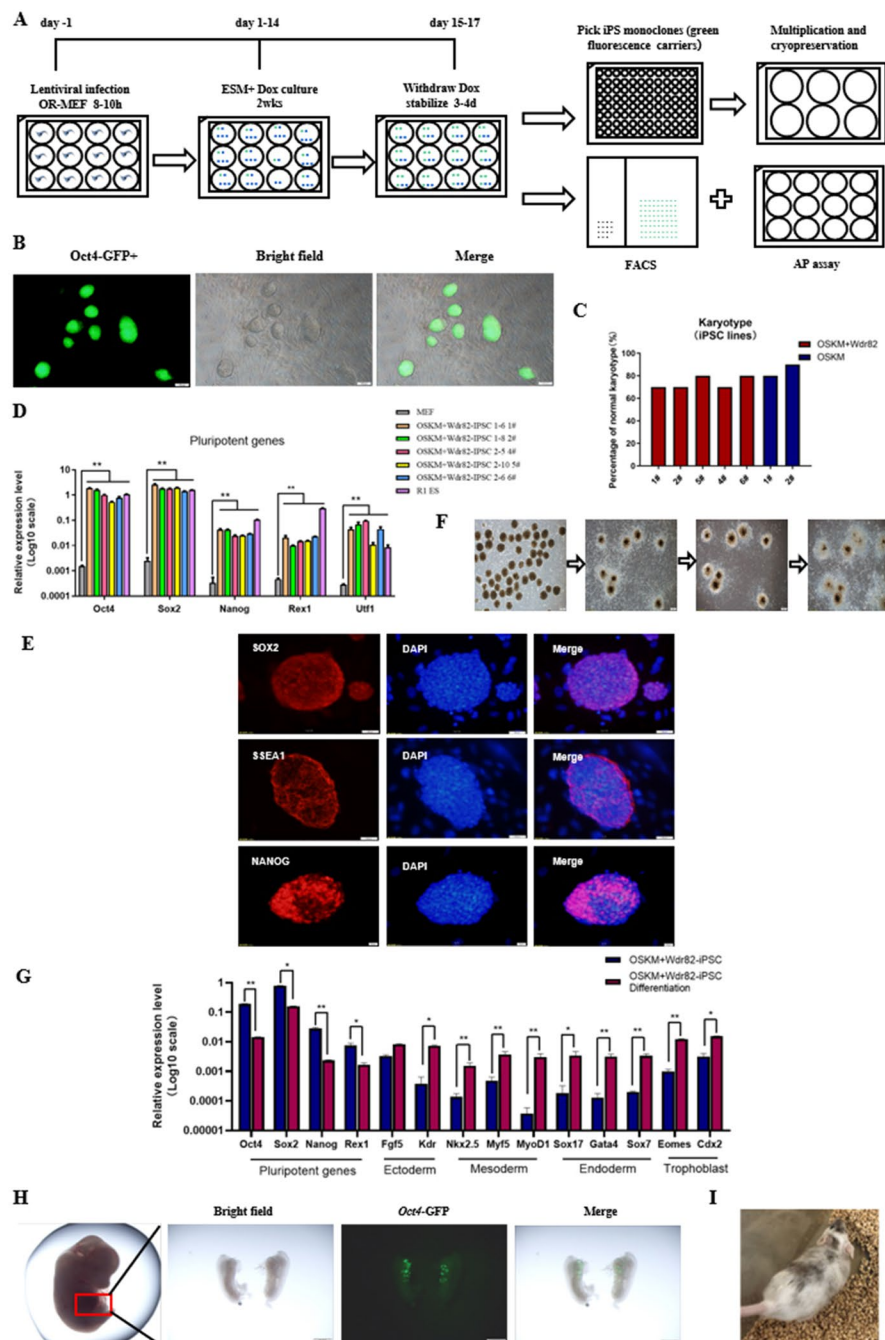 A
day -1
day 1-14
day 15-17
Lentiviral infection
OR-MEF 8-10h
ESM+ Dox culture
2wks
Withdraw Dox
stabilize 3-4d
Pick iPS monoclones (green
fluorescence carriers)
Multiplication and
cryopreservation
FACS
AP assay
B
Oct4-GFP+
Bright field
Merge
C
Karyotype
(iPSC lines)
OSKM+Wdr82
OSKM
Percentage of normal karyotype(%)
100
80
60
40
20
0
1#
2#
5#
4#
6#
1#
2#
D
Pluripotent genes
MEF
OSKM+Wdr82-IPSC 1-6 1#
OSKM+Wdr82-IPSC 1-8 2#
OSKM+Wdr82-IPSC 2-5 4#
OSKM+Wdr82-IPSC 2-10 5#
OSKM+Wdr82-IPSC 2-6 6#
R1 ES
Relative expression level
(Log10 scale)
10
1
0.1
0.01
0.001
0.0001
**
**
**
**
**
Oct4
Sox2
Nanog
Rex1
Utf1
F
E
SOX2
DAPI
Merge
SSEA1
DAPI
Merge
NANOG
DAPI
Merge
G
OSKM+Wdr82-iPSC
OSKM+Wdr82-iPSC
Differentiation
Relative expression level
(Log10 scale)
1
0.1
0.01
0.001
0.0001
0.00001
**
*
**
*
*
**
**
**
*
**
**
**
*
Oct4 Sox2 Nanog Rex1 Fgf5 Kdr Nkx2.5 Myf5 MyoD1 Sox17 Gata4 Sox7 Eomes Cdx2
Pluripotent genes
Ectoderm
Mesoderm
Endoderm
Trophoblast
H
Bright field
Oct4-GFP
Merge
I